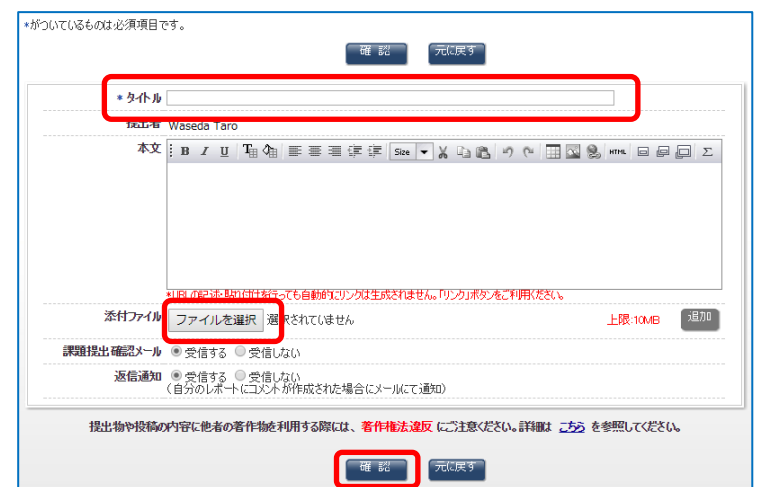 *がついているものは必須項目です。
確 認 元に戻す
* タイトル
提出者 Waseda Taro
本文 B I U T Size HTML Σ
*URLの記述・貼り付けを行っても自動的にリンクは生成されません。「リンク」ボタンをご利用ください。
添付ファイル ファイルを選択 選択されていません 上限:10MB 追加
課題提出確認メール 受信する 受信しない
返信通知 受信する 受信しない
(自分のレポートにコメントが作成された場合にメールにて通知)
提出物や投稿の内容に他者の著作物を利用する際には、著作権法違反 にご注意ください。詳細は こちら を参照してください。
確 認 元に戻す